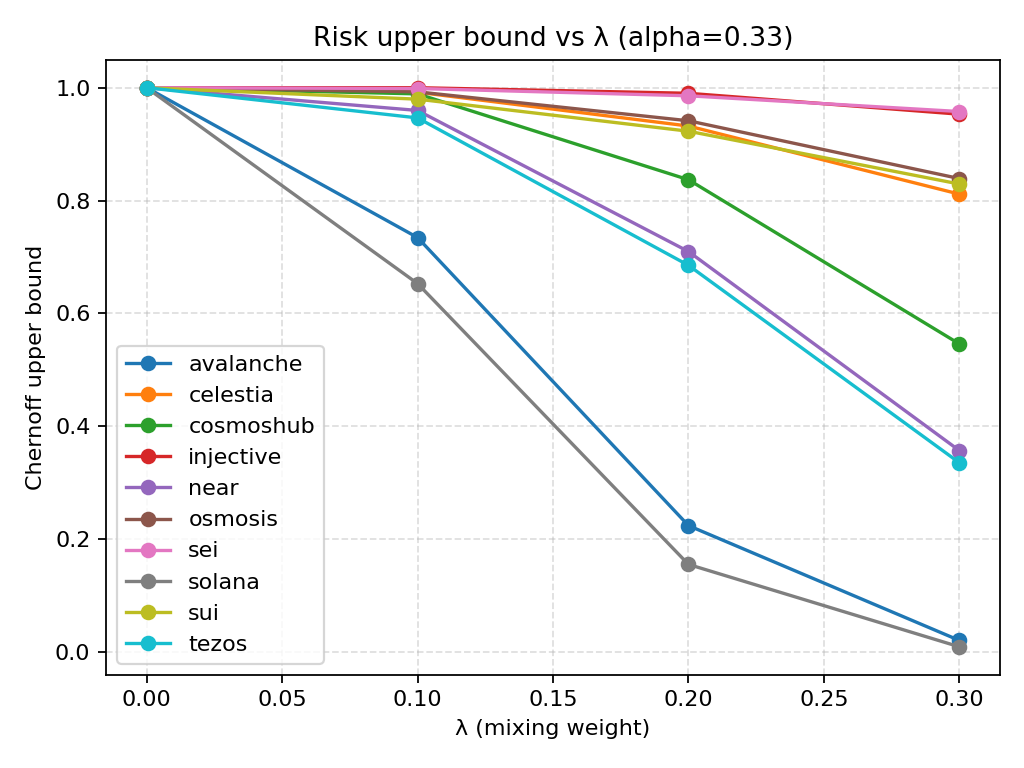 Risk upper bound vs λ (alpha=0.33)
Chernoff upper bound
1.0
0.8
0.6
0.4
0.2
0.0
avalanche
celestia
cosmoshub
injective
near
osmosis
sei
solana
sui
tezos
0.00 0.05 0.10 0.15 0.20 0.25 0.30
λ (mixing weight)